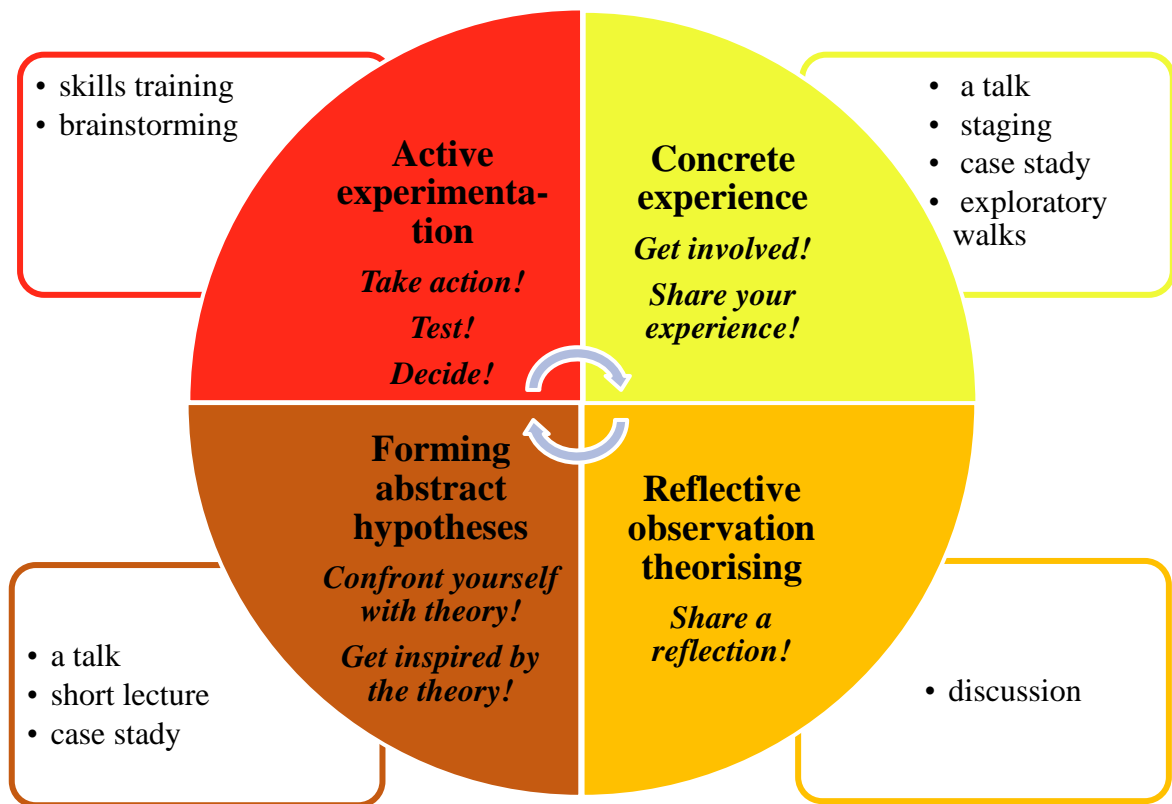 • skills training
• brainstorming
Active
experimenta-
tion
Take action!
Test!
Decide!
Concrete
experience
Get involved!
Share your
experience!
• a talk
• staging
• case stady
• exploratory
walks
Forming
abstract
hypotheses
Confront yourself
with theory!
Get inspired by
the theory!
• a talk
• short lecture
• case stady
Reflective
observation
theorising
Share a
reflection!
• discussion